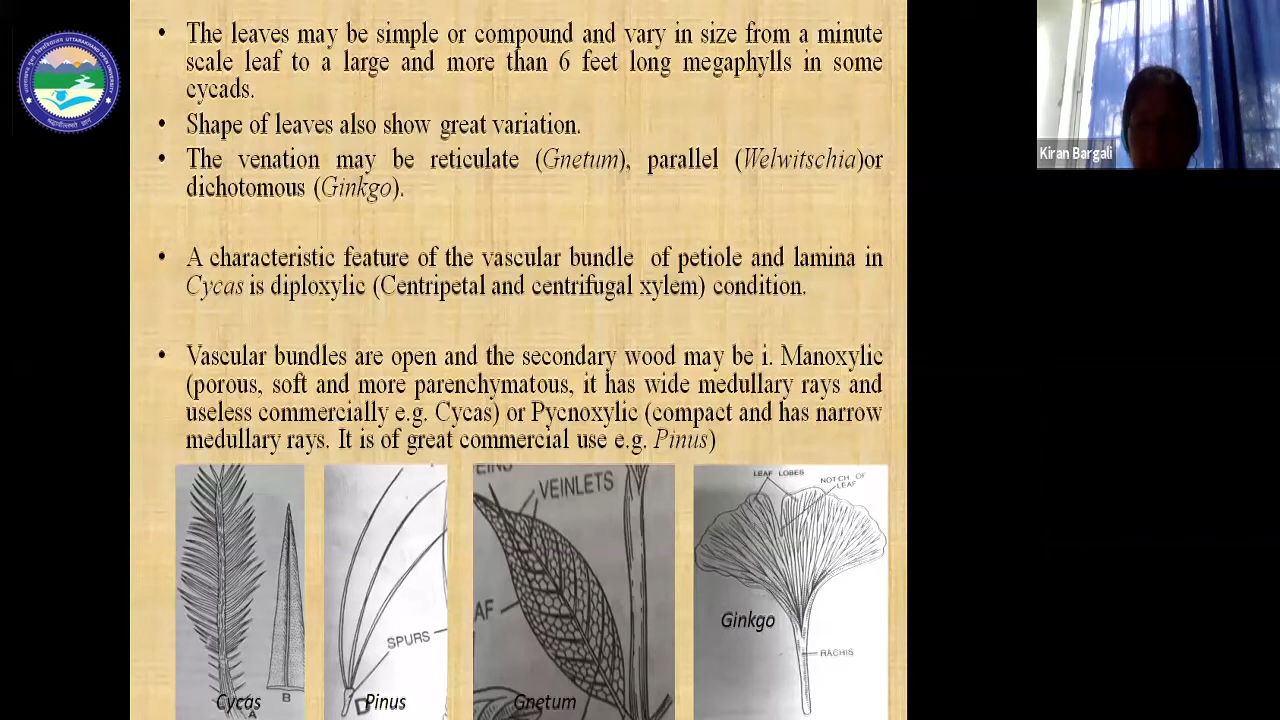 • The leaves may be simple or compound and vary in size from a minute
scale leaf to a large and more than 6 feet long megaphylls in some
cycads.
• Shape of leaves also show great variation.
• The venation may be reticulate (Gnetum), parallel (Welwitschia)or
dichotomous (Ginkgo).
• A characteristic feature of the vascular bundle of petiole and lamina in
Cycas is diploxylic (Centripetal and centrifugal xylem) condition.
• Vascular bundles are open and the secondary wood may be i. Manoxylic
(porous, soft and more parenchymatous, it has wide medullary rays and
useless commercially e.g. Cycas) or Pycnoxylic (compact and has narrow
medullary rays. It is of great commercial use e.g. Pinus)
Cycas
A
B
SPURS
D
Pinus
VEINLETS
AF
Gnetum
LEAF LOBES
NOTCH OF
LEAF
Ginkgo
RACHIS
Kiran Bargali